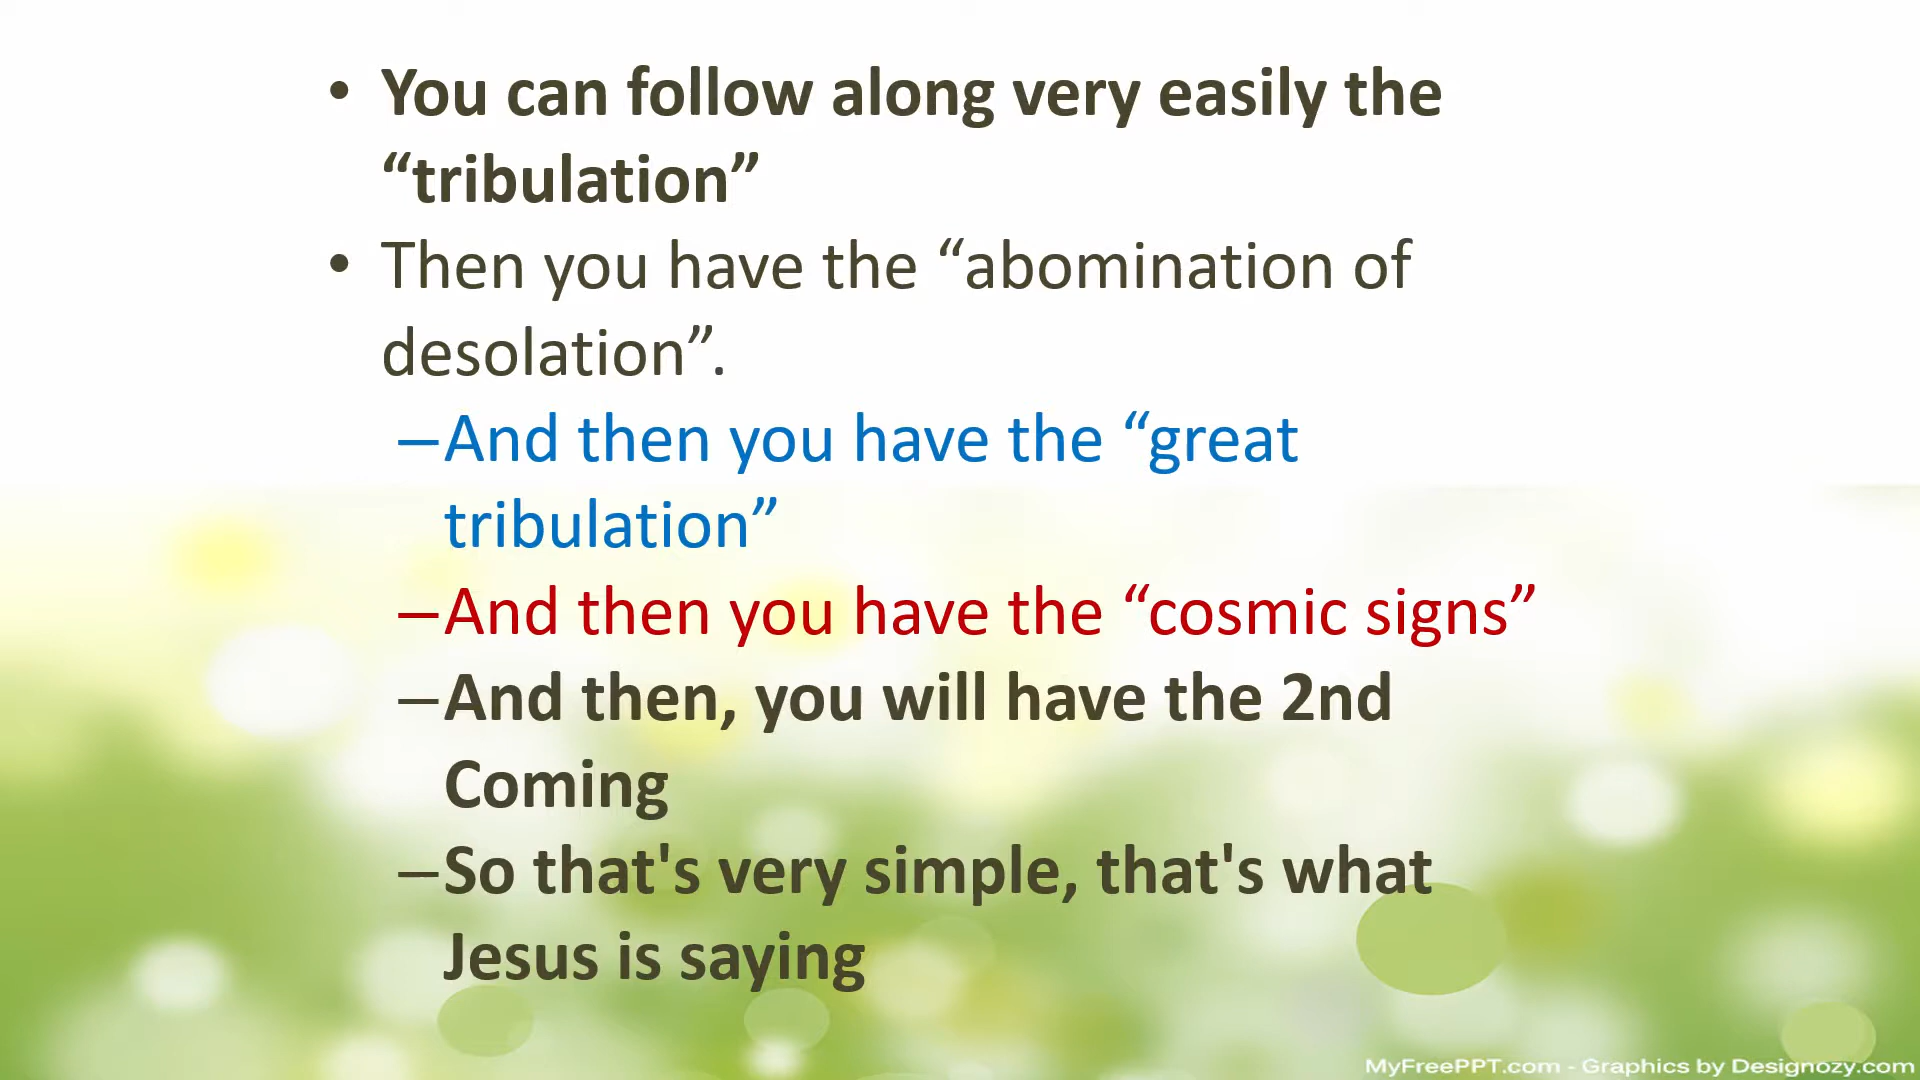 • You can follow along very easily the
“tribulation”
• Then you have the “abomination of
desolation”.
–And then you have the “great
tribulation”
–And then you have the “cosmic signs”
–And then, you will have the 2nd
Coming
–So that's very simple, that's what
Jesus is saying
MyFreePPT.com - Graphics by Designozy.com